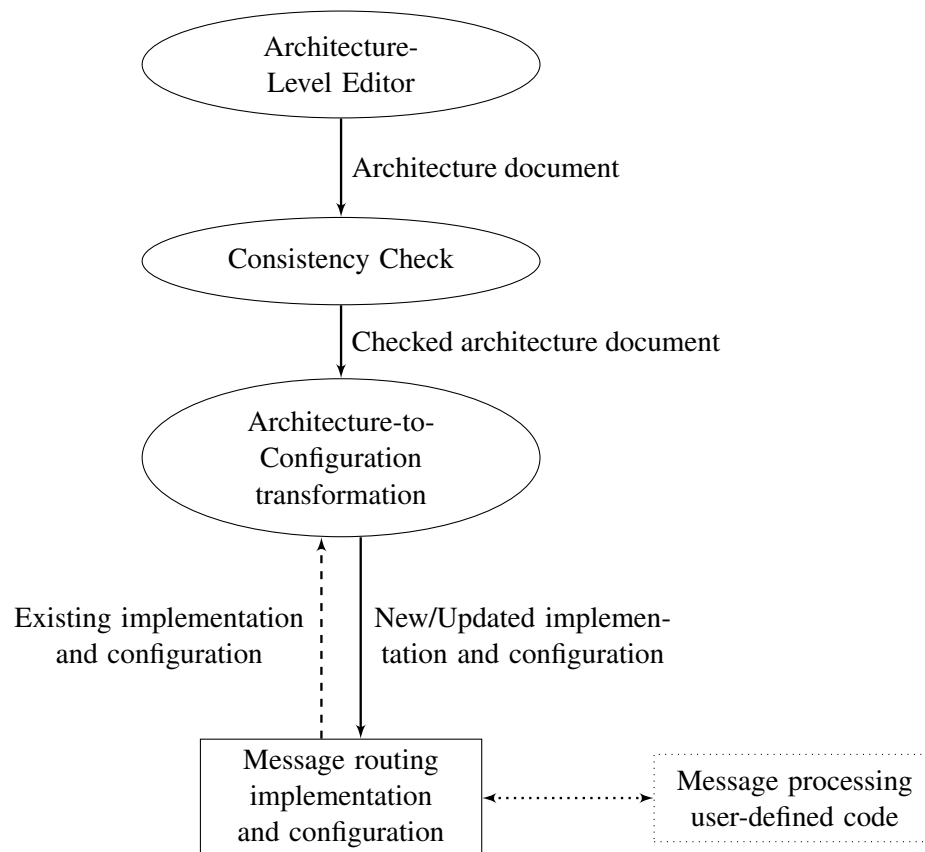 Architecture-
Level Editor
Architecture document
Consistency Check
Checked architecture document
Architecture-to-
Configuration
transformation
Existing implementation
and configuration
New/Updated implemen-
tation and configuration
Message routing
implementation
and configuration
Message processing
user-defined code